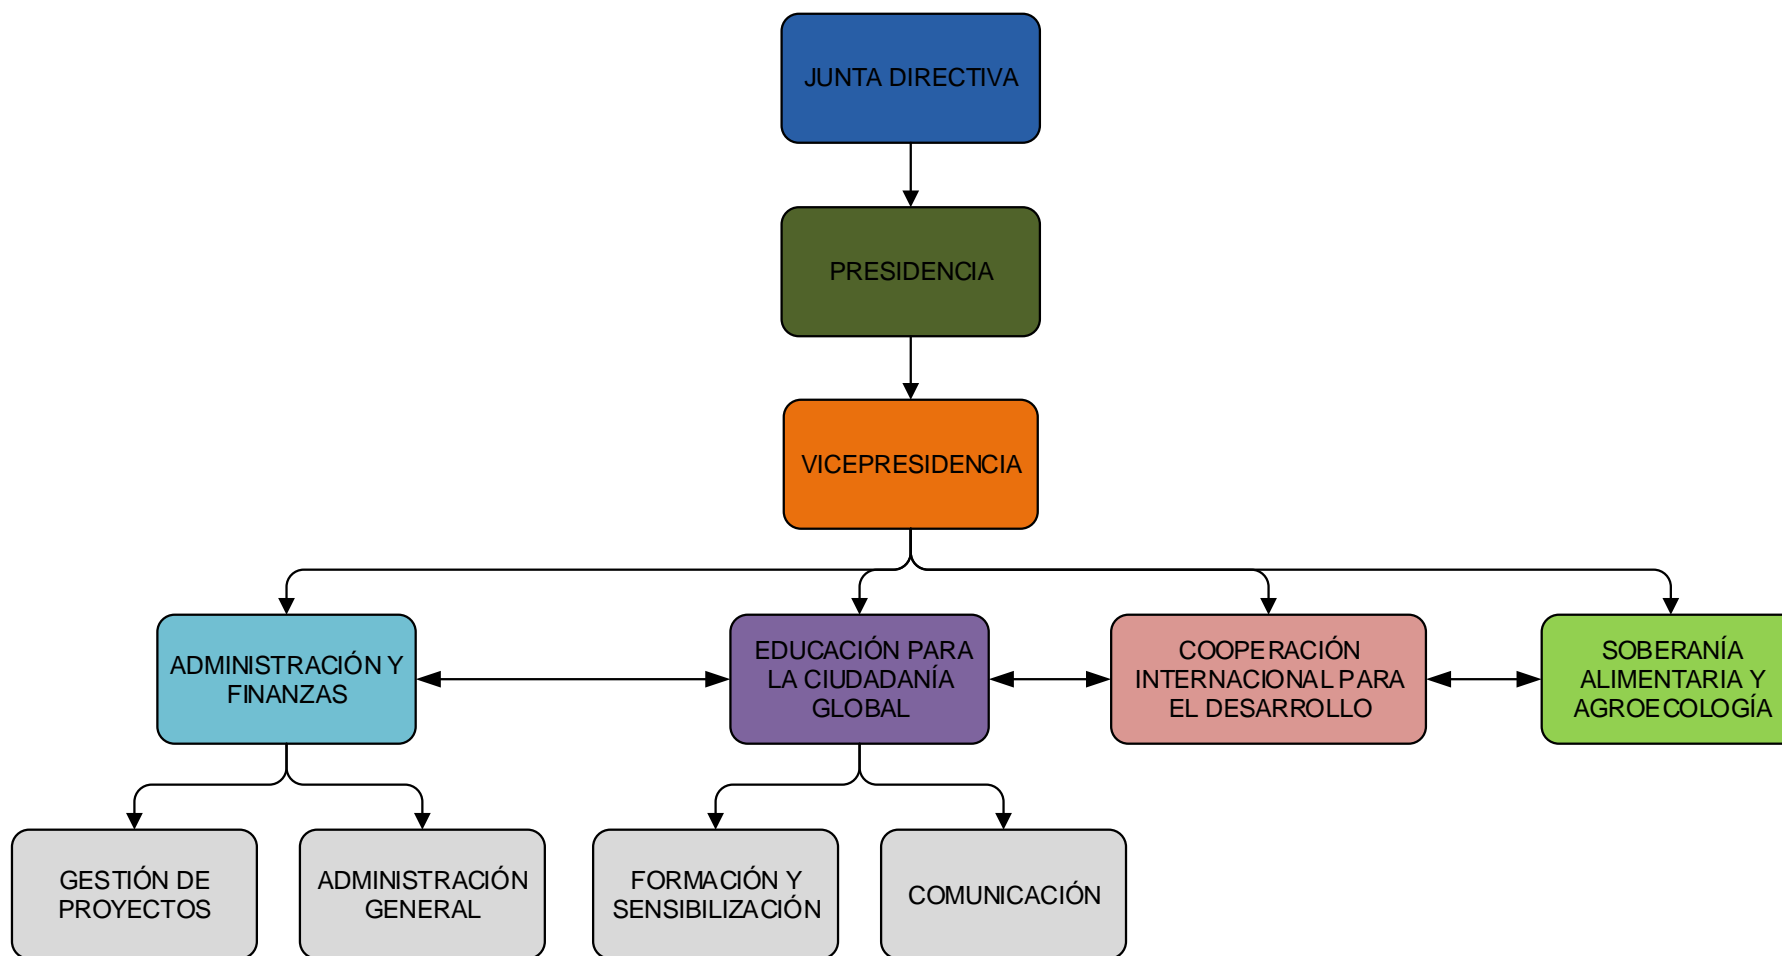 JUNTA DIRECTIVA
PRESIDENCIA
VICEPRESIDENCIA
ADMINISTRACIÓN Y
FINANZAS
EDUCACIÓN PARA
LA CIUDADANÍA
GLOBAL
COOPERACIÓN
INTERNACIONAL PARA
EL DESARROLLO
SOBERANÍA
ALIMENTARIA Y
AGROECOLOGÍA
GESTIÓN DE
PROYECTOS
ADMINISTRACIÓN
GENERAL
FORMACIÓN Y
SENSIBILIZACIÓN
COMUNICACIÓN